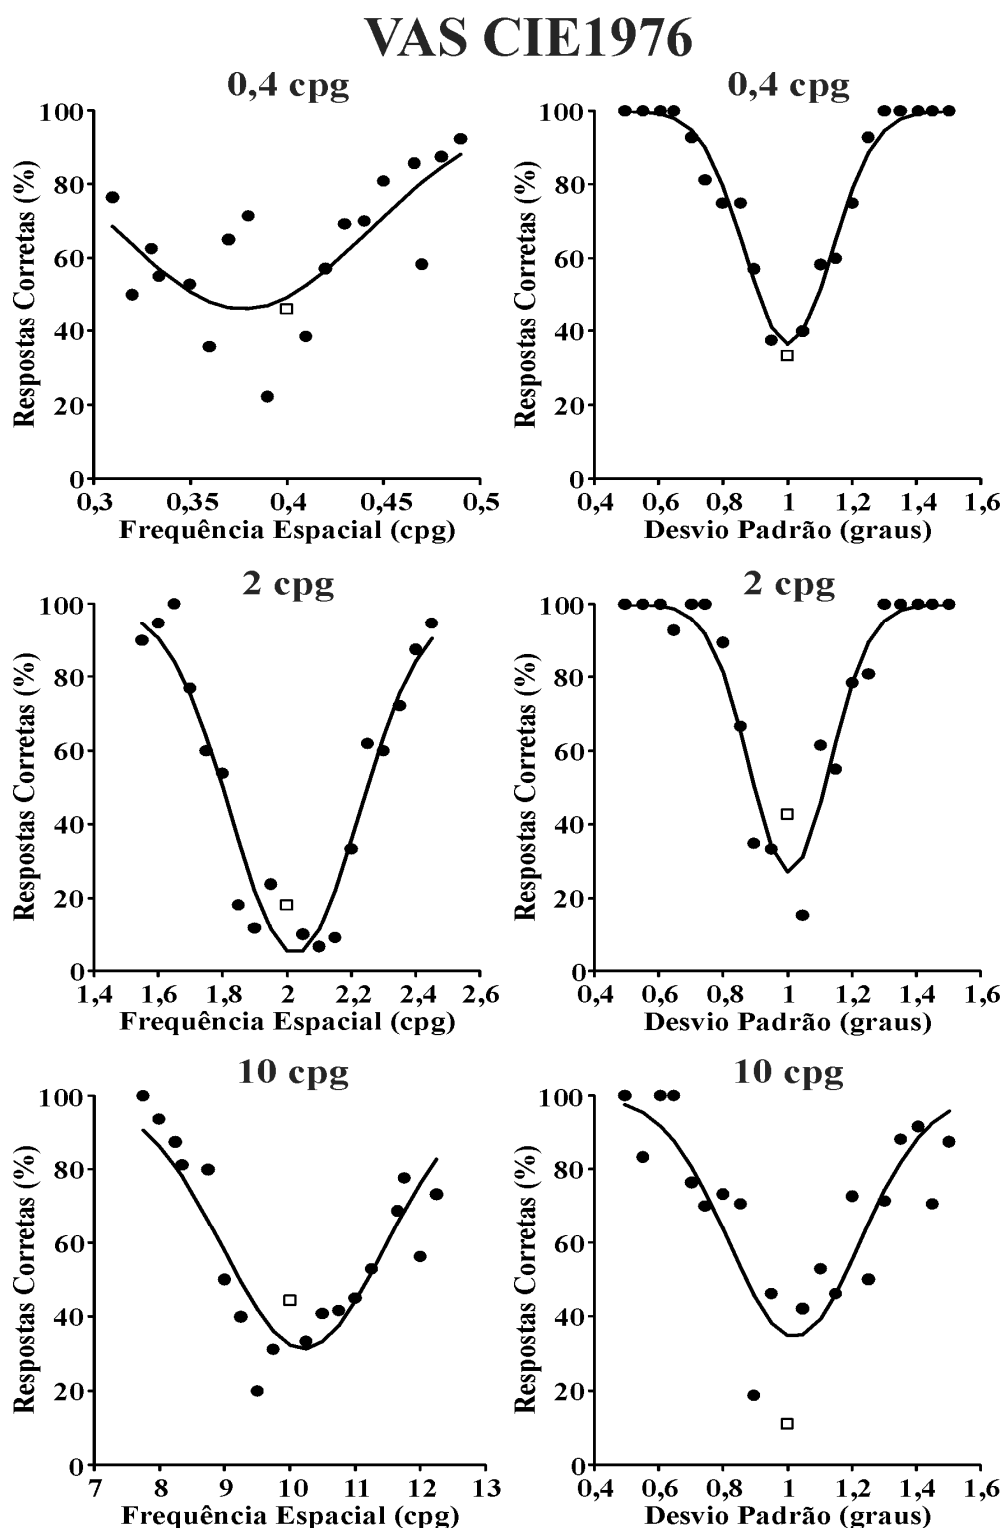 VAS CIE1976
0,4 cpg
100
80
60
40
20
0
Respostas Corretas (%)
0,3 0,35 0,4 0,45 0,5
Frequência Espacial (cpg)
0,4 cpg
100
80
60
40
20
0
Respostas Corretas (%)
0,4 0,6 0,8 1 1,2 1,4 1,6
Desvio Padrão (graus)
2 cpg
100
80
60
40
20
0
Respostas Corretas (%)
1,4 1,6 1,8 2 2,2 2,4 2,6
Frequência Espacial (cpg)
2 cpg
100
80
60
40
20
0
Respostas Corretas (%)
0,4 0,6 0,8 1 1,2 1,4 1,6
Desvio Padrão (graus)
10 cpg
100
80
60
40
20
0
Respostas Corretas (%)
7 8 9 10 11 12 13
Frequência Espacial (cpg)
10 cpg
100
80
60
40
20
0
Respostas Corretas (%)
0,4 0,6 0,8 1 1,2 1,4 1,6
Desvio Padrão (graus)